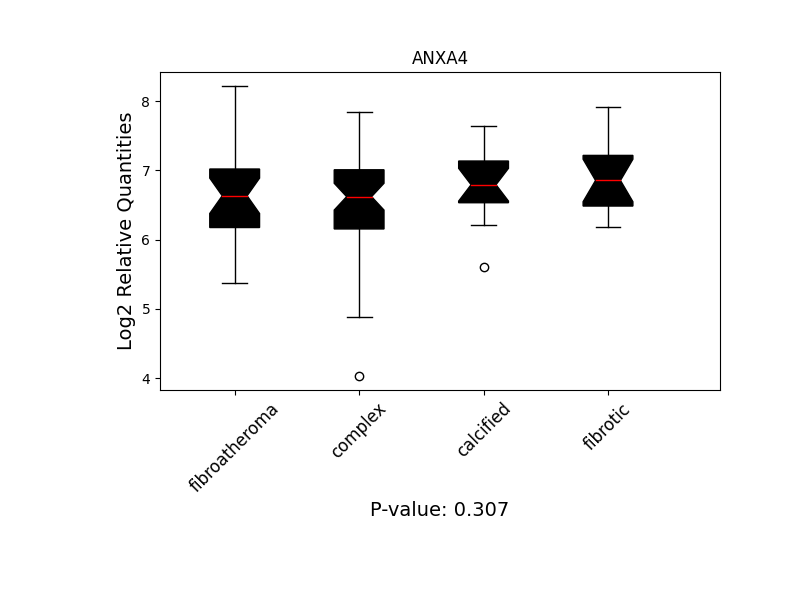 ANXA4
Log2 Relative Quantities
8
7
6
5
4
fibroatheroma
complex
calcified
fibrotic
P-value: 0.307